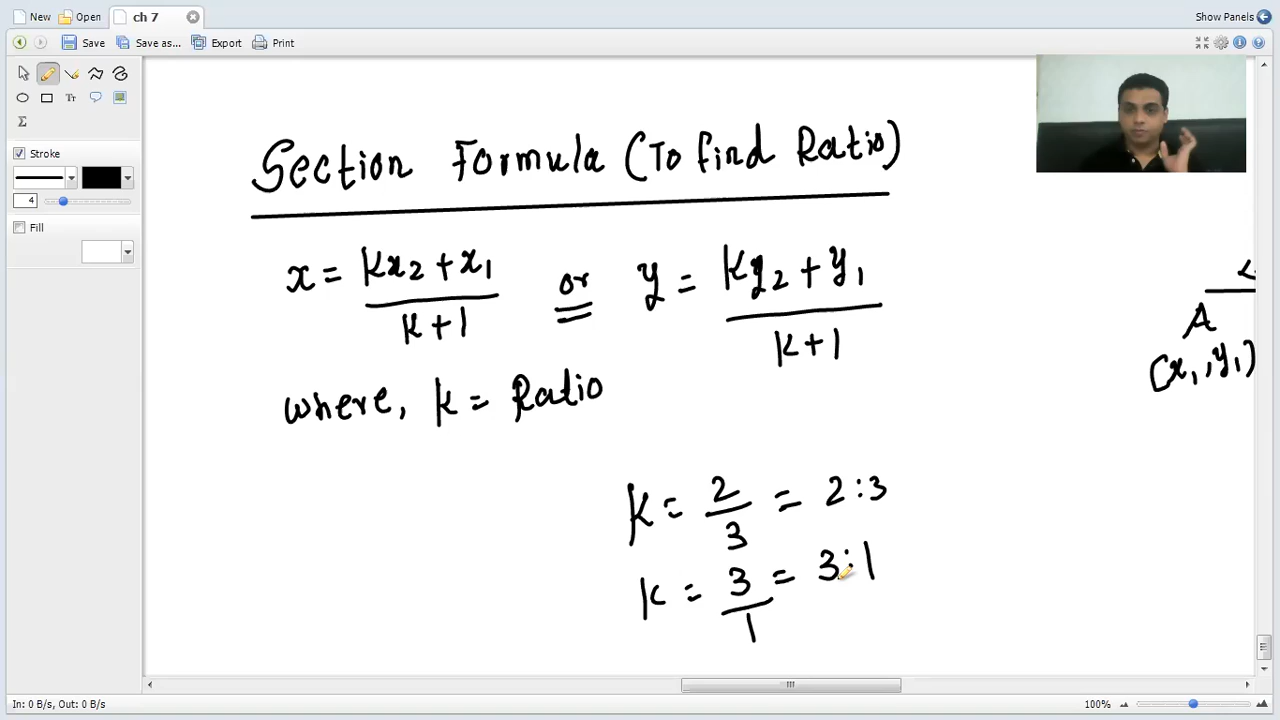 New Open ch 7 Show Panels
Save Save as... Export Print
Stroke
4
Fill
Section Formula (To find Ratio)
x = kx2 + x1 / k + 1 or y = ky2 + y1 / k + 1
A
(x1, y1)
where, k = Ratio
k = 2/3 = 2:3
k = 3/1 = 3:1
In: 0 B/s, Out: 0 B/s 100%